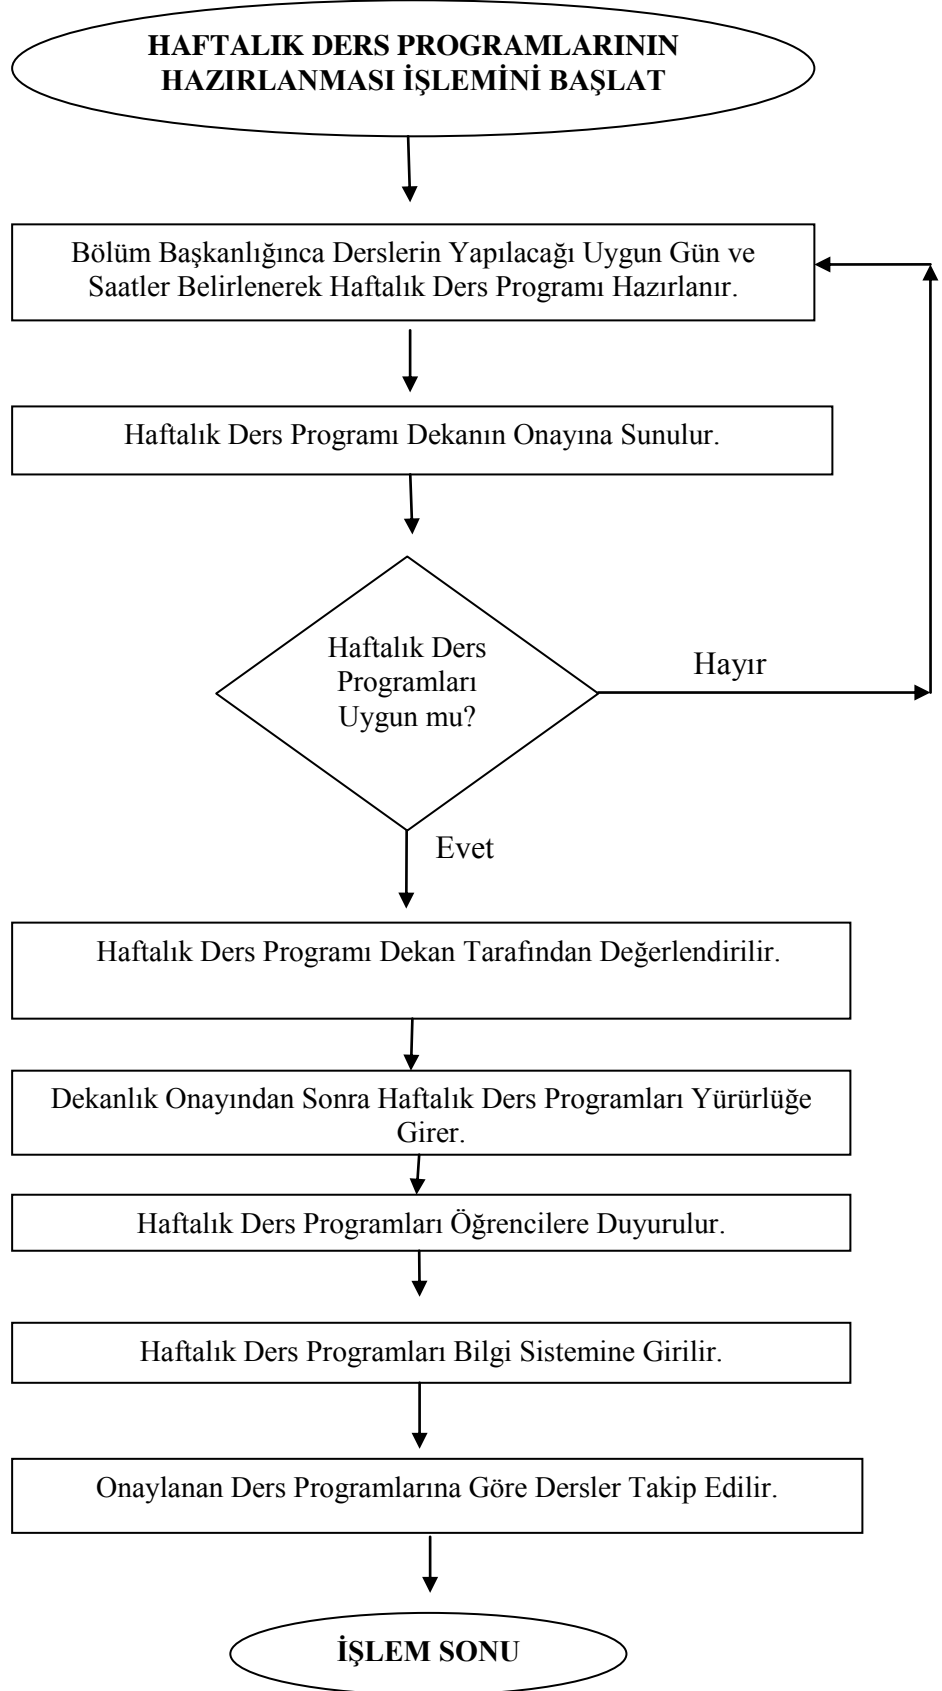 HAFTALIK DERS PROGRAMLARININ
HAZIRLANMASI İŞLEMİNİ BAŞLAT
Bölüm Başkanlığınca Derslerin Yapılacağı Uygun Gün ve
Saatler Belirlenerek Haftalık Ders Programı Hazırlanır.
Haftalık Ders Programı Dekanın Onayına Sunulur.
Haftalık Ders
Programları
Uygun mu?
Hayır
Evet
Haftalık Ders Programı Dekan Tarafından Değerlendirilir.
Dekanlık Onayından Sonra Haftalık Ders Programları Yürürlüğe
Girer.
Haftalık Ders Programları Öğrencilere Duyurulur.
Haftalık Ders Programları Bilgi Sistemine Girilir.
Onaylanan Ders Programlarına Göre Dersler Takip Edilir.
İŞLEM SONU